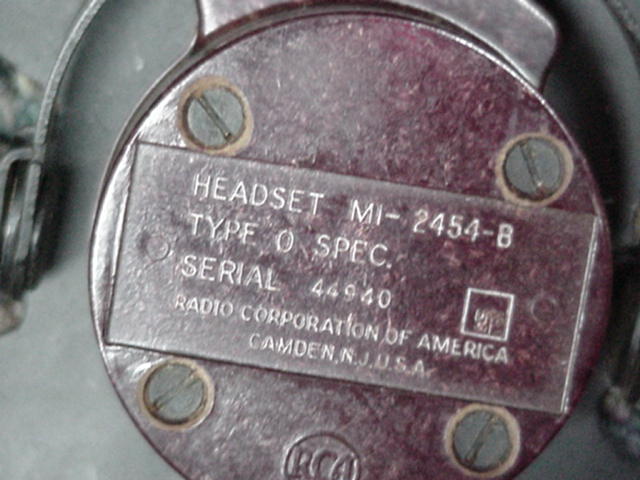 HEADSET MI-2454-B
TYPE O SPEC.
SERIAL 44940
RADIO CORPORATION OF AMERICA
CAMDEN, N.J. U.S.A.
RCA